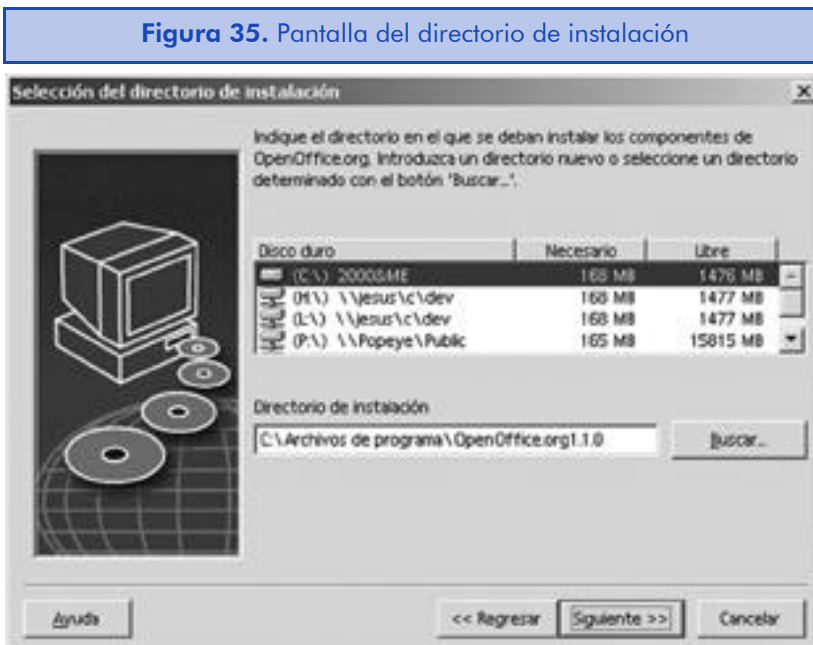 Figura 35. Pantalla del directorio de instalación
Selección del directorio de instalación
Indique el directorio en el que se deban instalar los componentes de
OpenOffice.org. Introduzca un directorio nuevo o seleccione un directorio
determinado con el botón "Buscar...".
Disco duro Necesario Libre
(C:\) 2000&ME 168 MB 1476 MB
(H:\) \\jesus\c\dev 168 MB 1477 MB
(L:\) \\jesus\c\dev 168 MB 1477 MB
(P:\) \\Popeye\Public 165 MB 15815 MB
Directorio de instalación
C:\Archivos de programa\OpenOffice.org1.1.0 Buscar...
Ayuda << Regresar Siguiente >> Cancelar